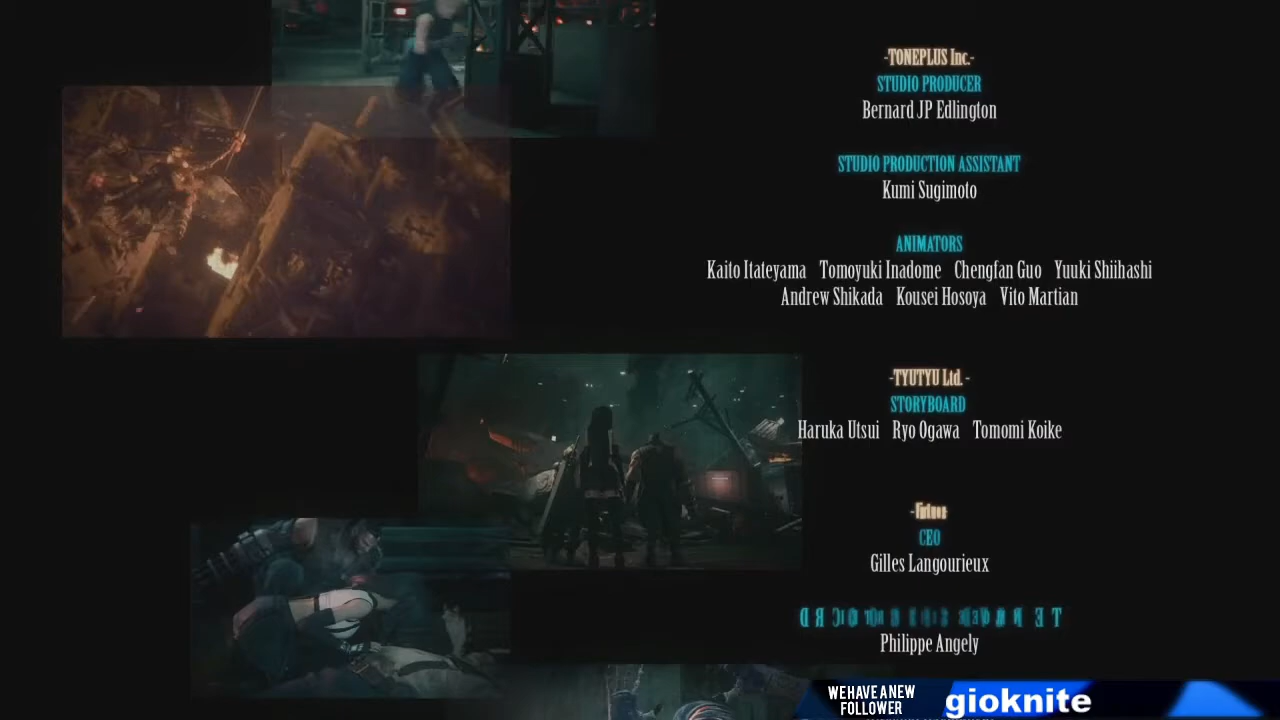 -TONEPLUS Inc.-
STUDIO PRODUCER
Bernard JP Edlington
STUDIO PRODUCTION ASSISTANT
Kumi Sugimoto
ANIMATORS
Kaito Itateyama Tomoyuki Inadome Chengfan Guo Yuuki Shiihashi
Andrew Shikada Kousei Hosoya Vito Martian
-TYUTYU Ltd.-
STORYBOARD
Haruka Utsui Ryo Ogawa Tomomi Koike
CEO
Gilles Langourieux
Philippe Angely
WE HAVE A NEW
FOLLOWER
gioknite